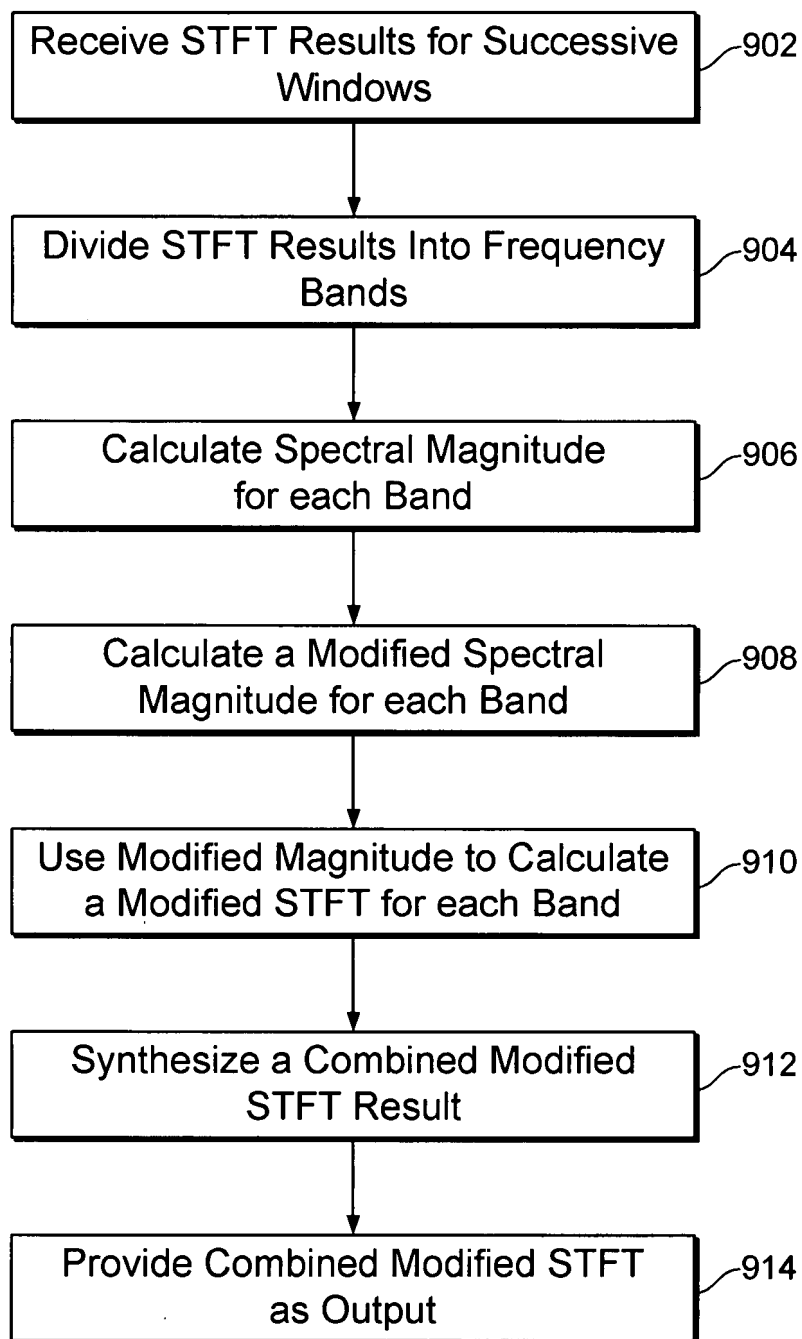 Receive STFT Results for Successive
Windows
902
Divide STFT Results Into Frequency
Bands
904
Calculate Spectral Magnitude
for each Band
906
Calculate a Modified Spectral
Magnitude for each Band
908
Use Modified Magnitude to Calculate
a Modified STFT for each Band
910
Synthesize a Combined Modified
STFT Result
912
Provide Combined Modified STFT
as Output
914